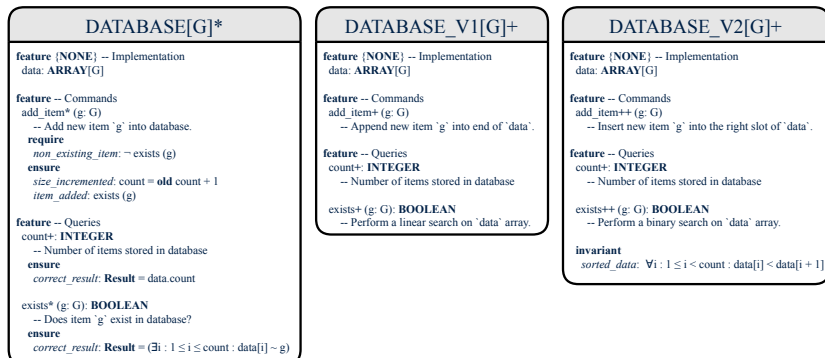 DATABASE[G]*
feature {NONE} -- Implementation
data: ARRAY[G]
feature -- Commands
add_item* (g: G)
-- Add new item `g` into database.
require
non_existing_item: ¬ exists (g)
ensure
size_incremented: count = old count + 1
item_added: exists (g)
feature -- Queries
count+: INTEGER
-- Number of items stored in database
ensure
correct_result: Result = data.count
exists* (g: G): BOOLEAN
-- Does item `g` exist in database?
ensure
correct_result: Result = (∃i : 1 ≤ i ≤ count : data[i] ~ g)
DATABASE_V1[G]+
feature {NONE} -- Implementation
data: ARRAY[G]
feature -- Commands
add_item+ (g: G)
-- Append new item `g` into end of `data`.
feature -- Queries
count+: INTEGER
-- Number of items stored in database
exists+ (g: G): BOOLEAN
-- Perform a linear search on `data` array.
DATABASE_V2[G]+
feature {NONE} -- Implementation
data: ARRAY[G]
feature -- Commands
add_item++ (g: G)
-- Insert new item `g` into the right slot of `data`.
feature -- Queries
count+: INTEGER
-- Number of items stored in database
exists++ (g: G): BOOLEAN
-- Perform a binary search on `data` array.
invariant
sorted_data: ∀i : 1 ≤ i < count : data[i] < data[i + 1]